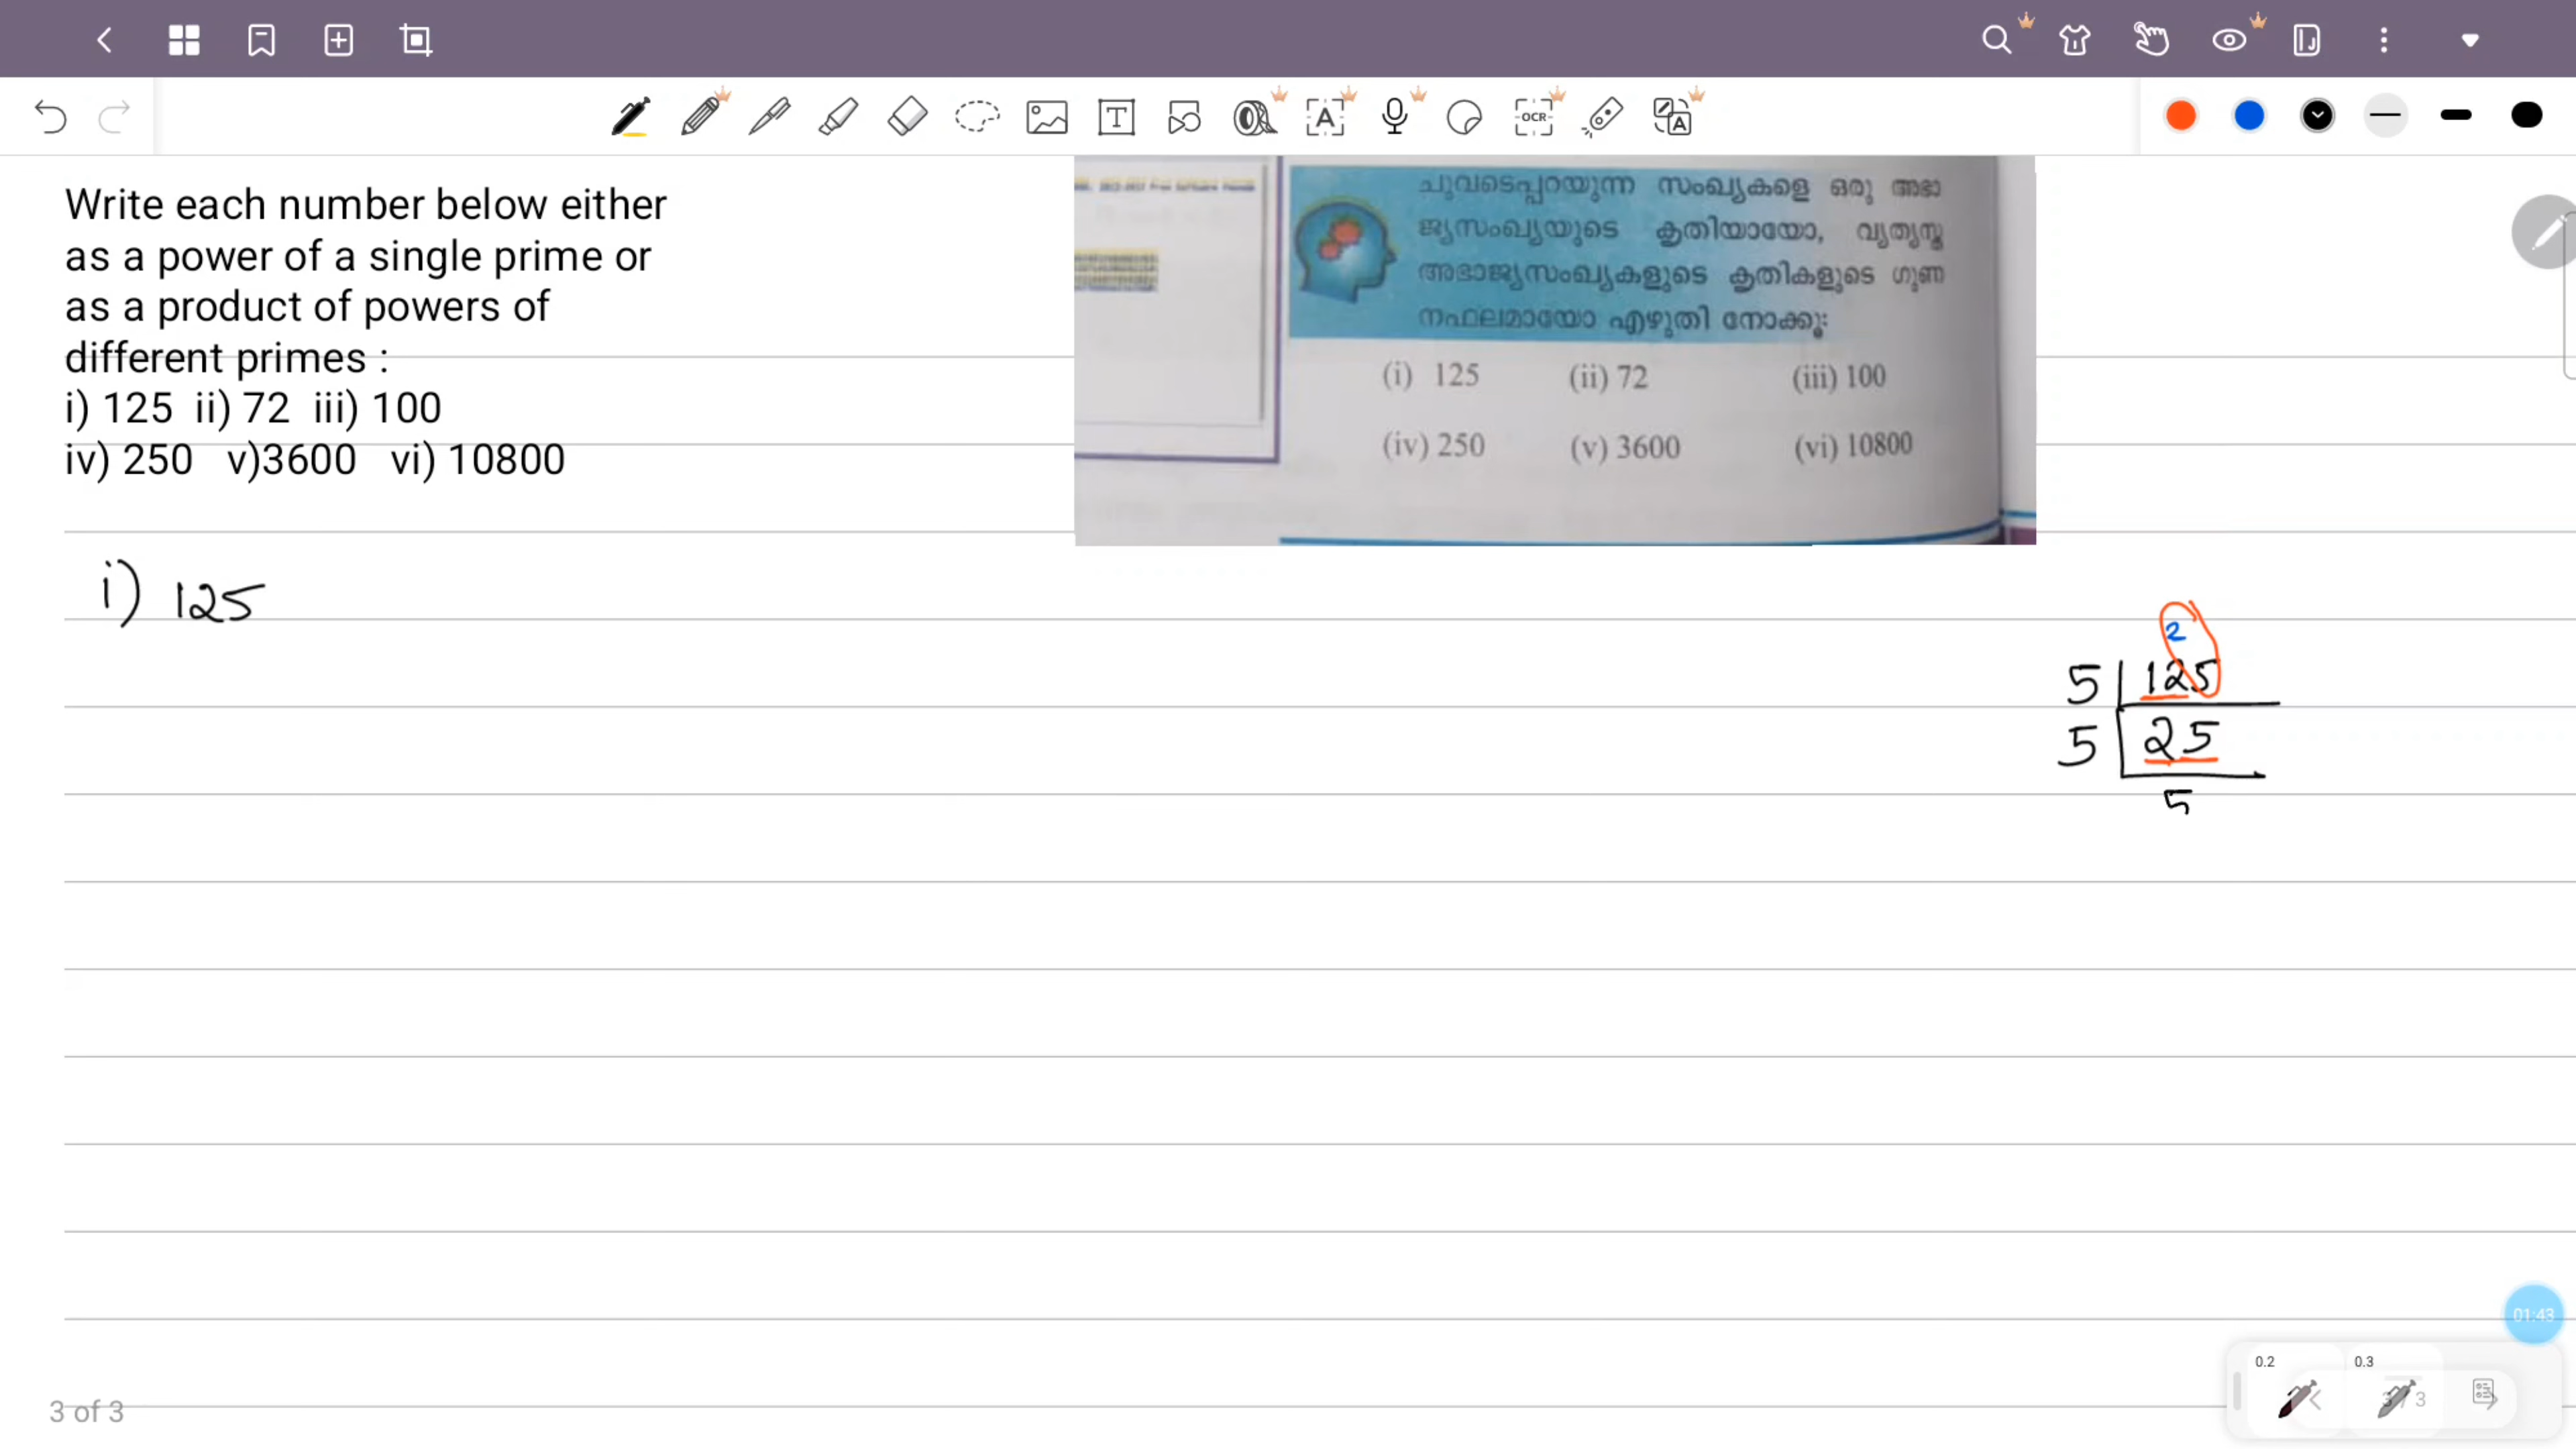 Write each number below either
as a power of a single prime or
as a product of powers of
different primes :
i) 125 ii) 72 iii) 100
iv) 250 v)3600 vi) 10800
ചുവടെപ്പറയുന്ന സംഖ്യകളെ ഒരു അഭാ
ജ്യസംഖ്യയുടെ കൃതിയായോ, വ്യത്യസ്ത
അഭാജ്യസംഖ്യകളുടെ കൃതികളുടെ ഗുണ
നഫലമായോ എഴുതി നോക്കൂ:
(i) 125 (ii) 72 (iii) 100
(iv) 250 (v) 3600 (vi) 10800
i) 125
2
5 125
5 25
5
01:43
0.2 0.3
3 of 3